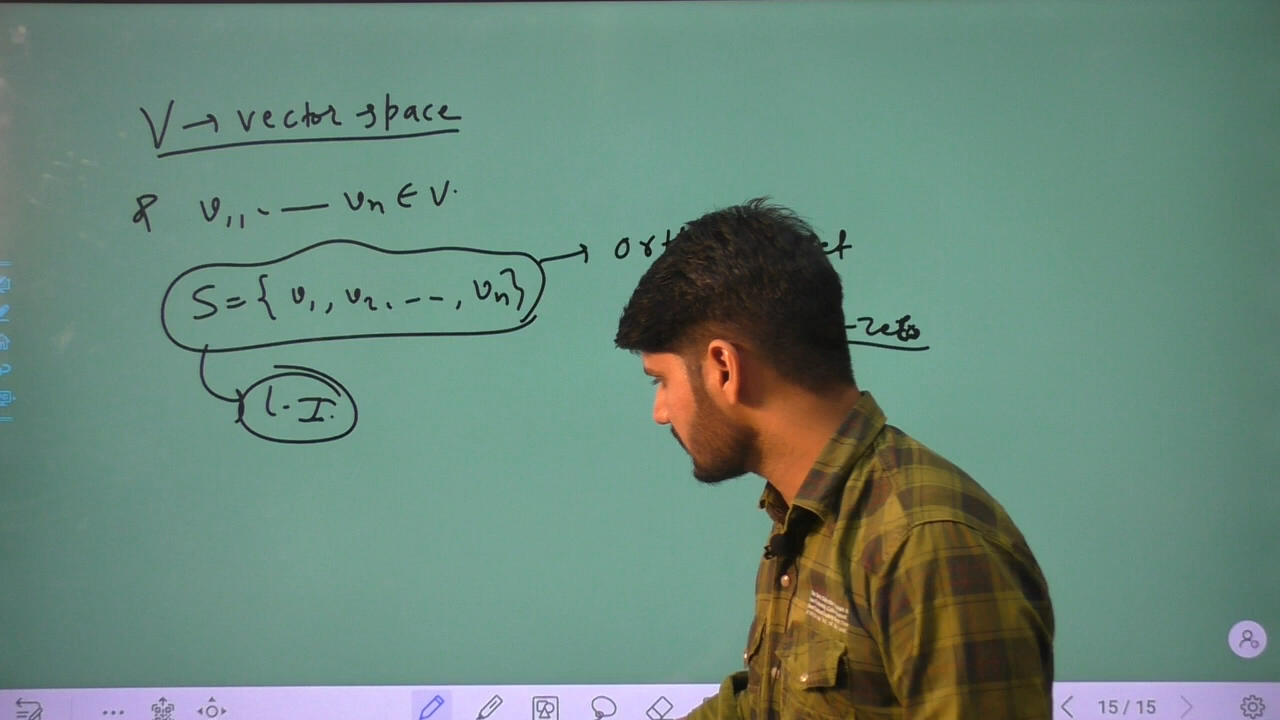 V → vector space
& v₁, . — vₙ ∈ V.
S = { v₁, v₂, - - , vₙ} →
L. I.
15 / 15